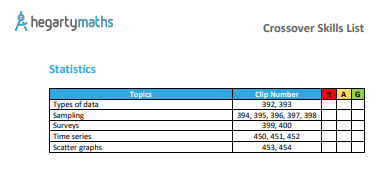 hegartymaths
Crossover Skills List
Statistics
Topics Clip Number R A G
Types of data 392, 393
Sampling 394, 395, 396, 397, 398
Surveys 399, 400
Time series 450, 451, 452
Scatter graphs 453, 454